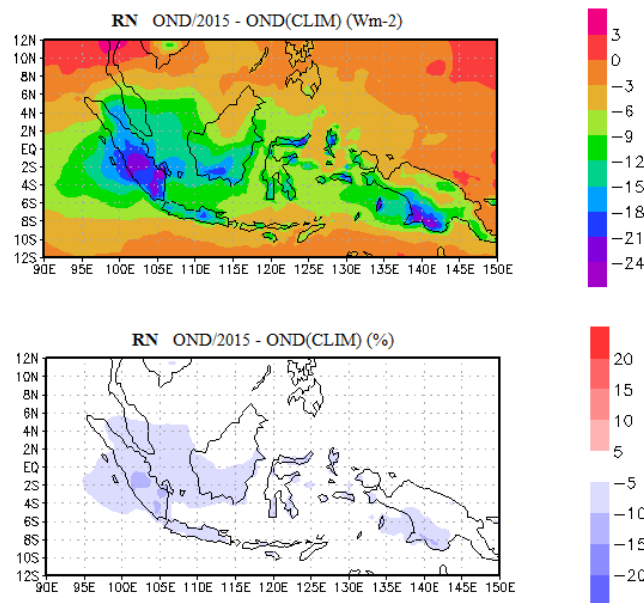 RN OND/2015 - OND(CLIM) (Wm-2)
12N
10N
8N
6N
4N
2N
EQ
2S
4S
6S
8S
10S
12S
90E 95E 100E 105E 110E 115E 120E 125E 130E 135E 140E 145E 150E
3
0
−3
−6
−9
−12
−15
−18
−21
−24
RN OND/2015 - OND(CLIM) (%)
12N
10N
8N
6N
4N
2N
EQ
2S
4S
6S
8S
10S
12S
90E 95E 100E 105E 110E 115E 120E 125E 130E 135E 140E 145E 150E
20
15
10
5
−5
−10
−15
−20